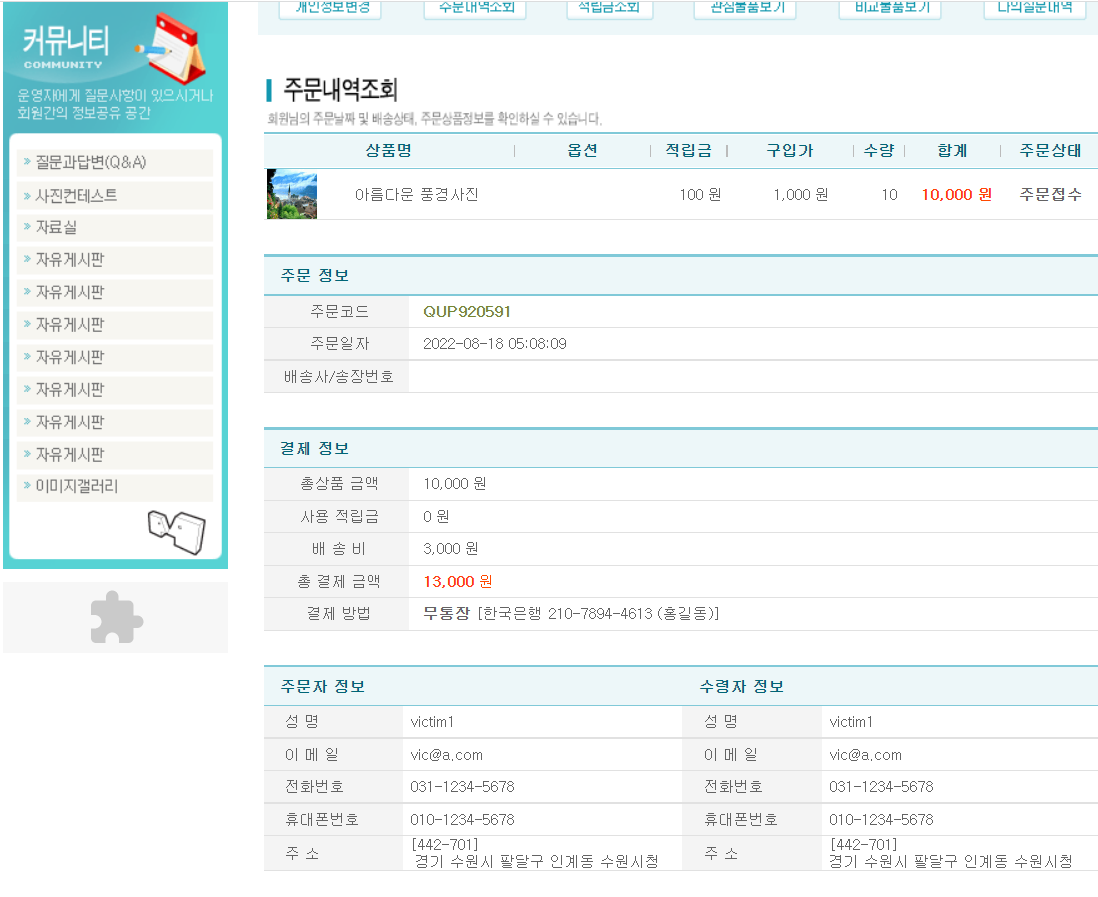 개인정보변경 주문내역조회 적립금조회 관심물품보기 비교물품보기 나의질문내역
커뮤니티
COMMUNITY
운영자에게 질문사항이 있으시거나
회원간의 정보공유 공간
» 질문과답변(Q&A)
» 사진컨테스트
» 자료실
» 자유게시판
» 자유게시판
» 자유게시판
» 자유게시판
» 자유게시판
» 자유게시판
» 자유게시판
» 이미지갤러리
주문내역조회
회원님의 주문날짜 및 배송상태, 주문상품정보를 확인하실 수 있습니다.
상품명 옵션 적립금 구입가 수량 합계 주문상태
아름다운 풍경사진 100 원 1,000 원 10 10,000 원 주문접수
주문 정보
주문코드 QUP920591
주문일자 2022-08-18 05:08:09
배송사/송장번호
결제 정보
총상품 금액 10,000 원
사용 적립금 0 원
배 송 비 3,000 원
총 결제 금액 13,000 원
결제 방법 무통장 [한국은행 210-7894-4613 (홍길동)]
주문자 정보 수령자 정보
성 명 victim1 성 명 victim1
이 메 일 vic@a.com 이 메 일 vic@a.com
전화번호 031-1234-5678 전화번호 031-1234-5678
휴대폰번호 010-1234-5678 휴대폰번호 010-1234-5678
주 소 [442-701] 주 소 [442-701]
경기 수원시 팔달구 인계동 수원시청 경기 수원시 팔달구 인계동 수원시청